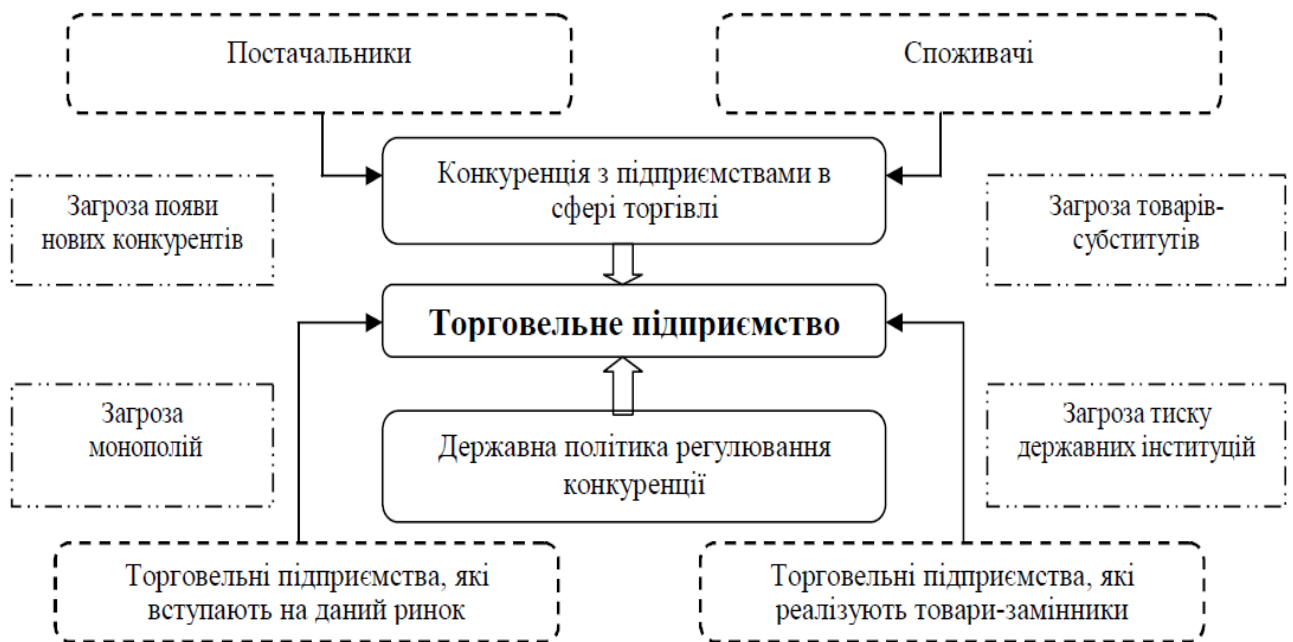 Постачальники
Споживачі
Конкуренція з підприємствами в
сфері торгівлі
Загроза появи
нових конкурентів
Загроза товарів-
субститутів
Торговельне підприємство
Загроза
монополій
Загроза тиску
державних інституцій
Державна політика регулювання
конкуренції
Торговельні підприємства, які
вступають на даний ринок
Торговельні підприємства, які
реалізують товари-замінники